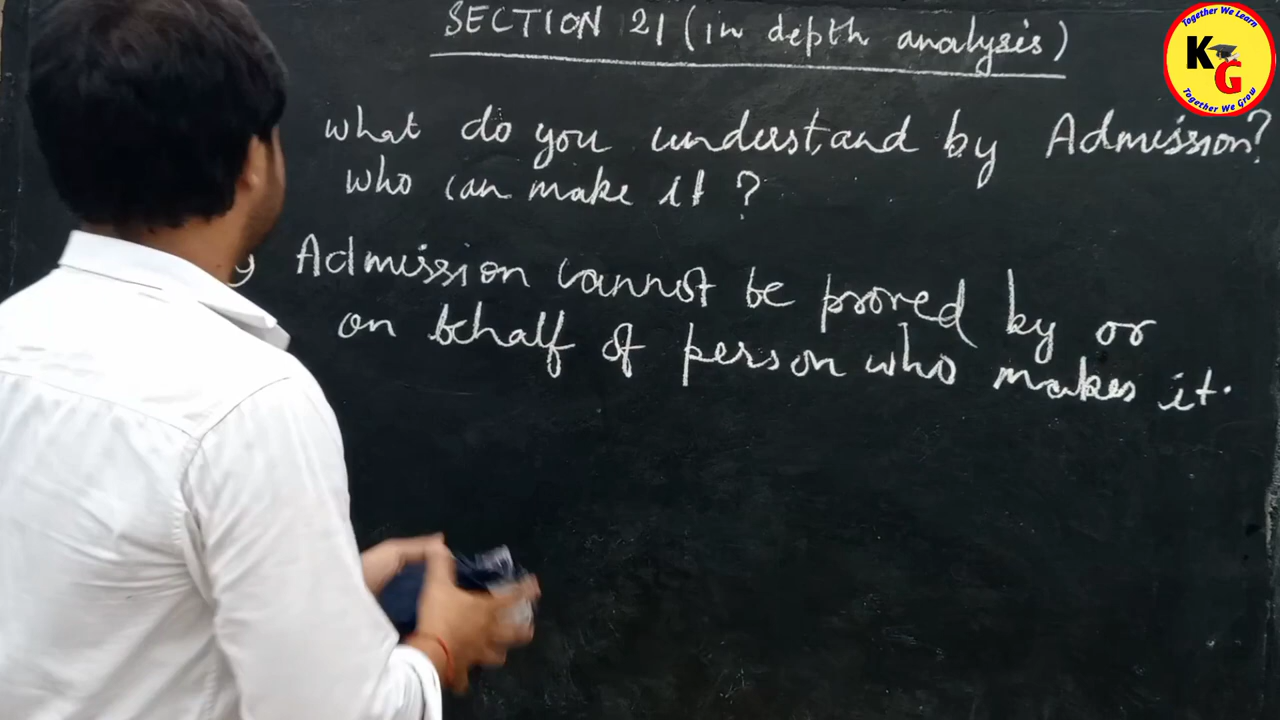 SECTION 21 (in depth analysis)
what do you understand by Admission?
who can make it ?
Admission cannot be proved by or
on behalf of person who makes it.
Together We Learn
KG
Together We Grow